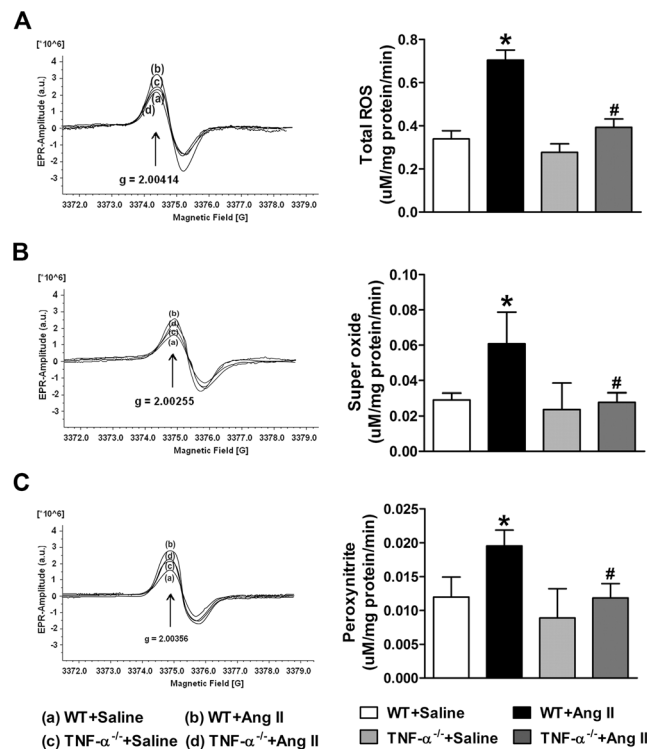 A
[*10^6]
EPR-Amplitude (a.u.)
4
3
2
1
0
-1
-2
-3
(b)
(c)
(a)
(d)
g = 2.00414
3372.0 3373.0 3374.0 3375.0 3376.0 3377.0 3378.0 3379.0
Magnetic Field [G]
Total ROS
(uM/mg protein/min)
0.8
0.6
0.4
0.2
0.0
*
#
B
[*10^6]
EPR-Amplitude (a.u.)
4
3
2
1
0
-1
-2
-3
(b)
(d)
(c)
(a)
g = 2.00255
3372.0 3373.0 3374.0 3375.0 3376.0 3377.0 3378.0 3379.0
Magnetic Field [G]
Super oxide
(uM/mg protein/min)
0.10
0.08
0.06
0.04
0.02
0.00
*
#
C
[*10^6]
EPR-Amplitude (a.u.)
4
3
2
1
0
-1
-2
-3
(b)
(d)
(c)
(a)
g = 2.00356
3372.0 3373.0 3374.0 3375.0 3376.0 3377.0 3378.0 3379.0
Magnetic Field [G]
Peroxynitrite
(uM/mg protein/min)
0.025
0.020
0.015
0.010
0.005
0.000
*
#
(a) WT+Saline (b) WT+Ang II
(c) TNF-α⁻/⁻+Saline (d) TNF-α⁻/⁻+Ang II
WT+Saline WT+Ang II
TNF-α⁻/⁻+Saline TNF-α⁻/⁻+Ang II